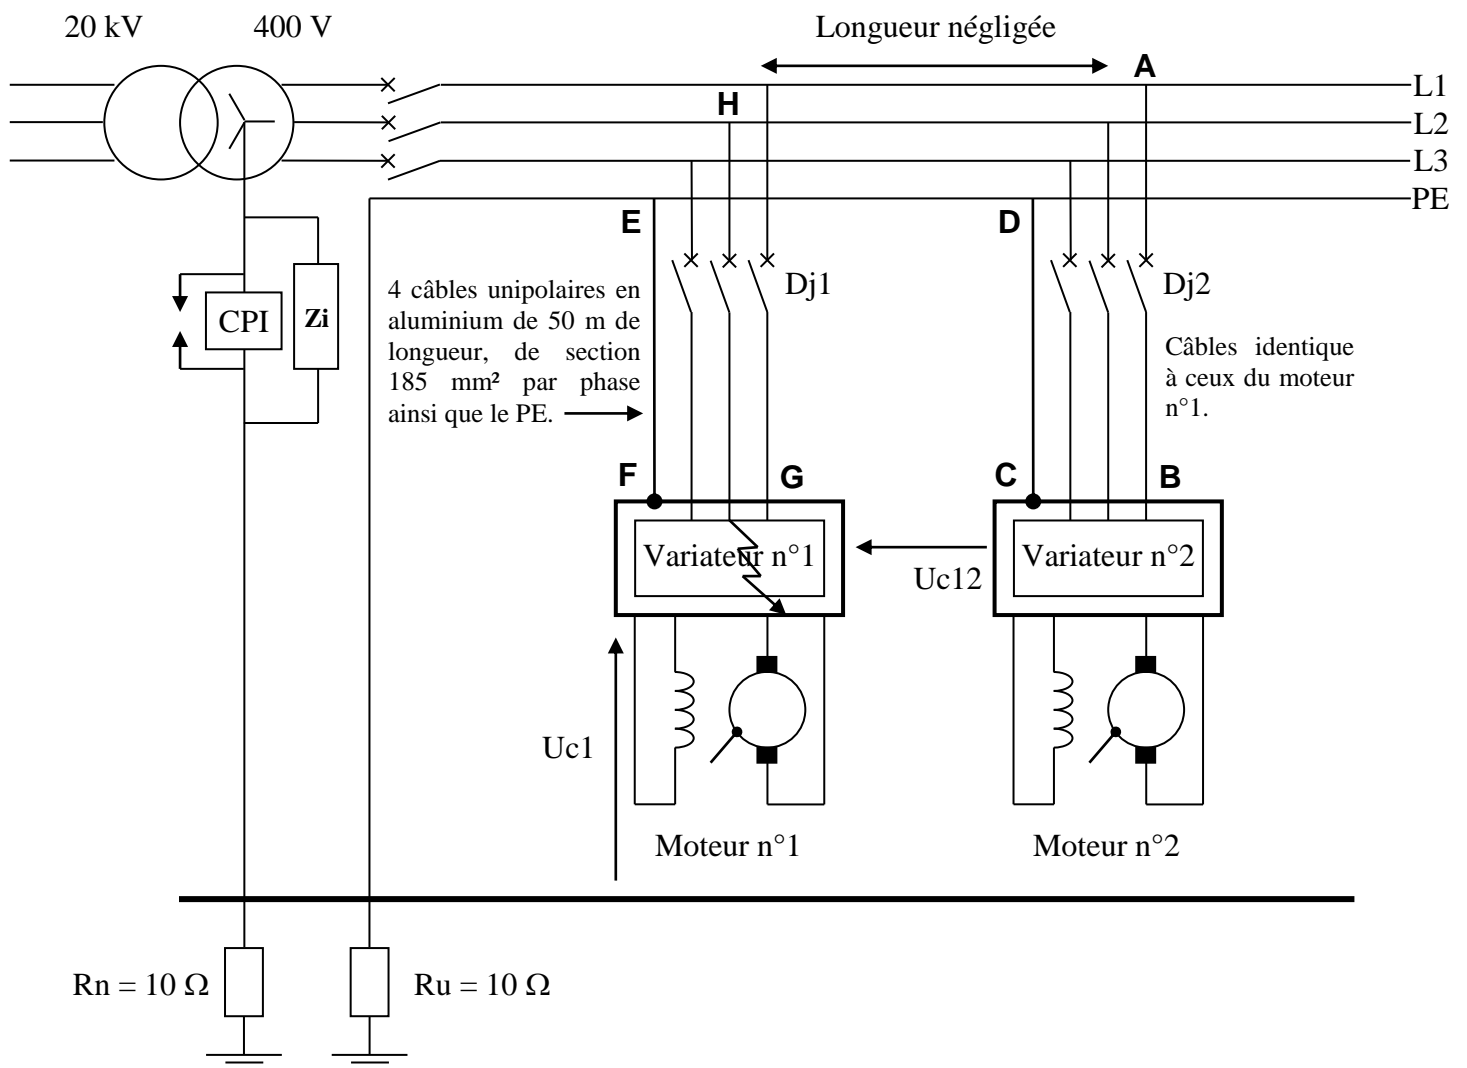 20 kV
400 V
Longueur négligée
A
L1
H
L2
L3
PE
E
D
Dj1
Dj2
4 câbles unipolaires en
aluminium de 50 m de
longueur, de section
185 mm² par phase
ainsi que le PE.
CPI
Zi
Câbles identique
à ceux du moteur
n°1.
F
G
C
B
Variateur n°1
Variateur n°2
Uc12
Uc1
Moteur n°1
Moteur n°2
Rn = 10 Ω
Ru = 10 Ω